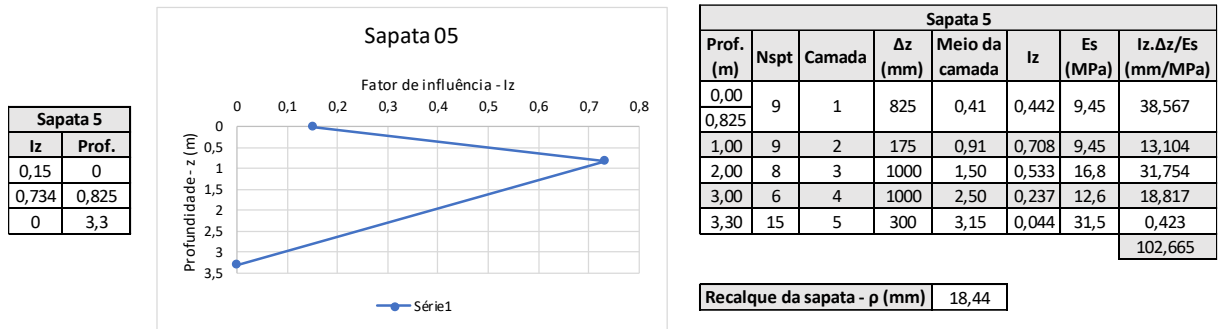 Sapata 5
Iz Prof.
0,15 0
0,734 0,825
0 3,3
Sapata 05
Fator de influência - Iz
0 0,1 0,2 0,3 0,4 0,5 0,6 0,7 0,8
Profundidade - z (m)
0
0,5
1
1,5
2
2,5
3
3,5
Série1
Sapata 5
Prof. (m) Nspt Camada Δz (mm) Meio da camada Iz Es (MPa) Iz.Δz/Es (mm/MPa)
0,00
0,825 9 1 825 0,41 0,442 9,45 38,567
1,00 9 2 175 0,91 0,708 9,45 13,104
2,00 8 3 1000 1,50 0,533 16,8 31,754
3,00 6 4 1000 2,50 0,237 12,6 18,817
3,30 15 5 300 3,15 0,044 31,5 0,423
102,665
Recalque da sapata - ρ (mm) 18,44